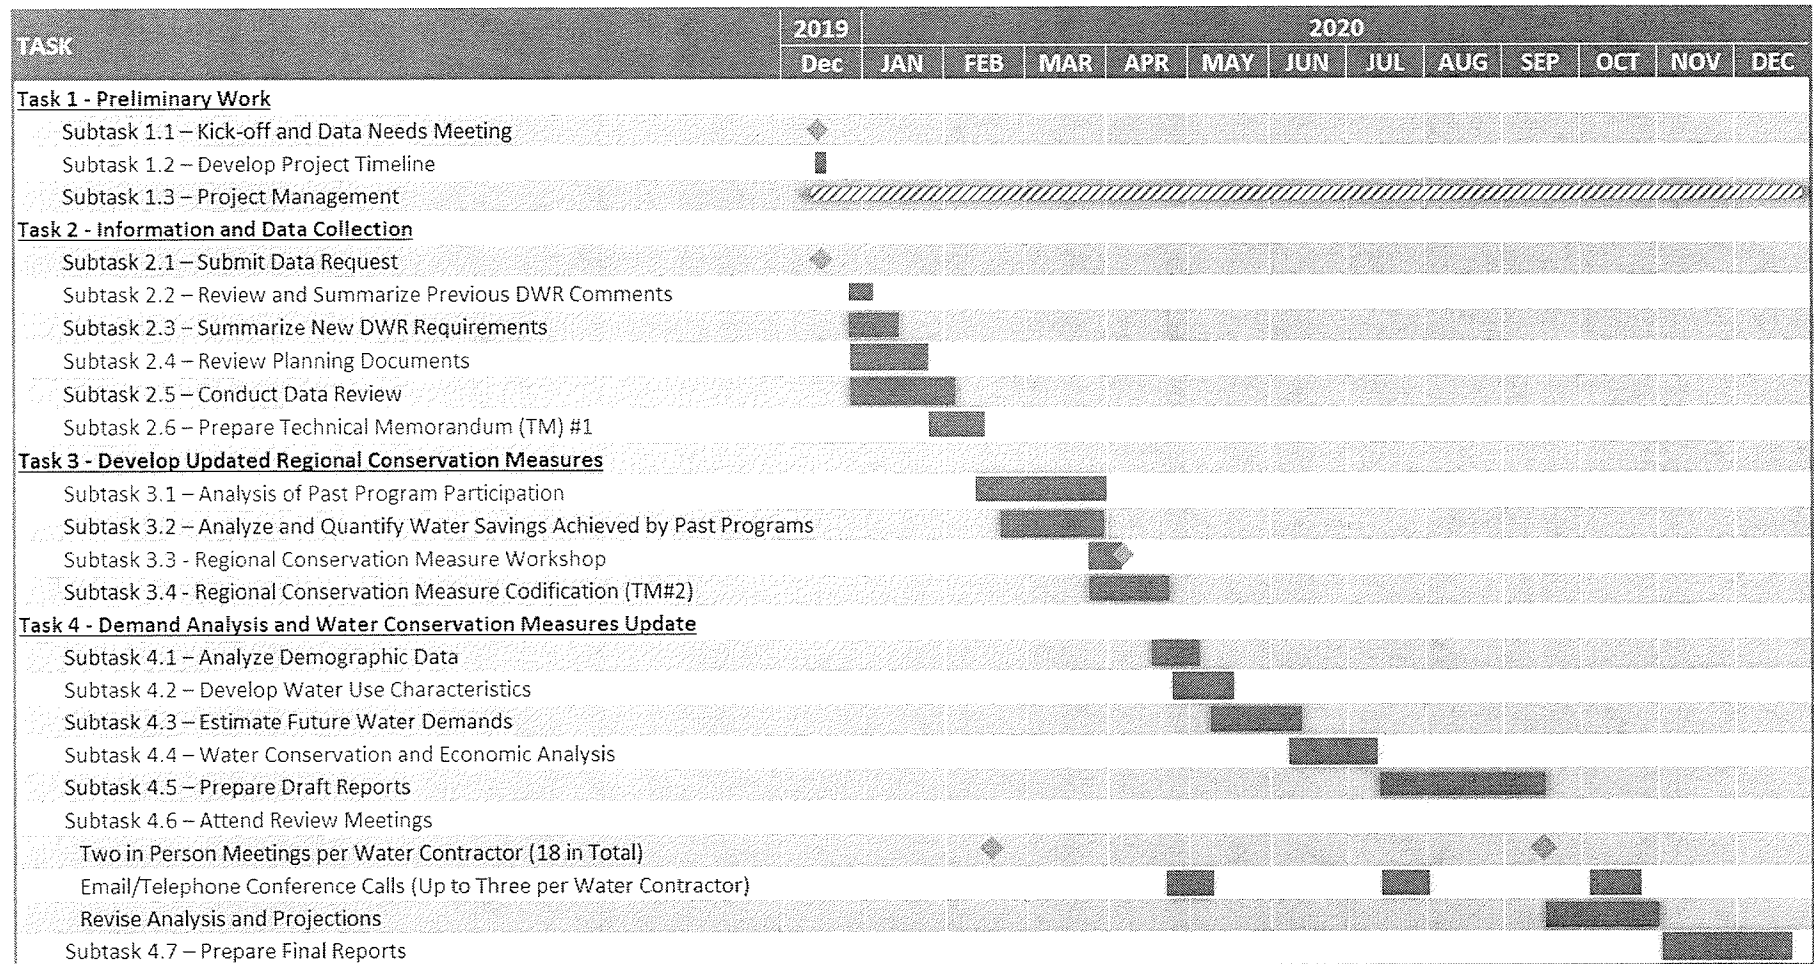 TASK 2019 2020
Dec JAN FEB MAR APR MAY JUN JUL AUG SEP OCT NOV DEC
Task 1 - Preliminary Work
Subtask 1.1 – Kick-off and Data Needs Meeting
Subtask 1.2 – Develop Project Timeline
Subtask 1.3 – Project Management
Task 2 - Information and Data Collection
Subtask 2.1 – Submit Data Request
Subtask 2.2 – Review and Summarize Previous DWR Comments
Subtask 2.3 – Summarize New DWR Requirements
Subtask 2.4 – Review Planning Documents
Subtask 2.5 – Conduct Data Review
Subtask 2.6 – Prepare Technical Memorandum (TM) #1
Task 3 - Develop Updated Regional Conservation Measures
Subtask 3.1 – Analysis of Past Program Participation
Subtask 3.2 – Analyze and Quantify Water Savings Achieved by Past Programs
Subtask 3.3 - Regional Conservation Measure Workshop
Subtask 3.4 - Regional Conservation Measure Codification (TM#2)
Task 4 - Demand Analysis and Water Conservation Measures Update
Subtask 4.1 – Analyze Demographic Data
Subtask 4.2 – Develop Water Use Characteristics
Subtask 4.3 – Estimate Future Water Demands
Subtask 4.4 – Water Conservation and Economic Analysis
Subtask 4.5 – Prepare Draft Reports
Subtask 4.6 – Attend Review Meetings
Two in Person Meetings per Water Contractor (18 in Total)
Email/Telephone Conference Calls (Up to Three per Water Contractor)
Revise Analysis and Projections
Subtask 4.7 – Prepare Final Reports